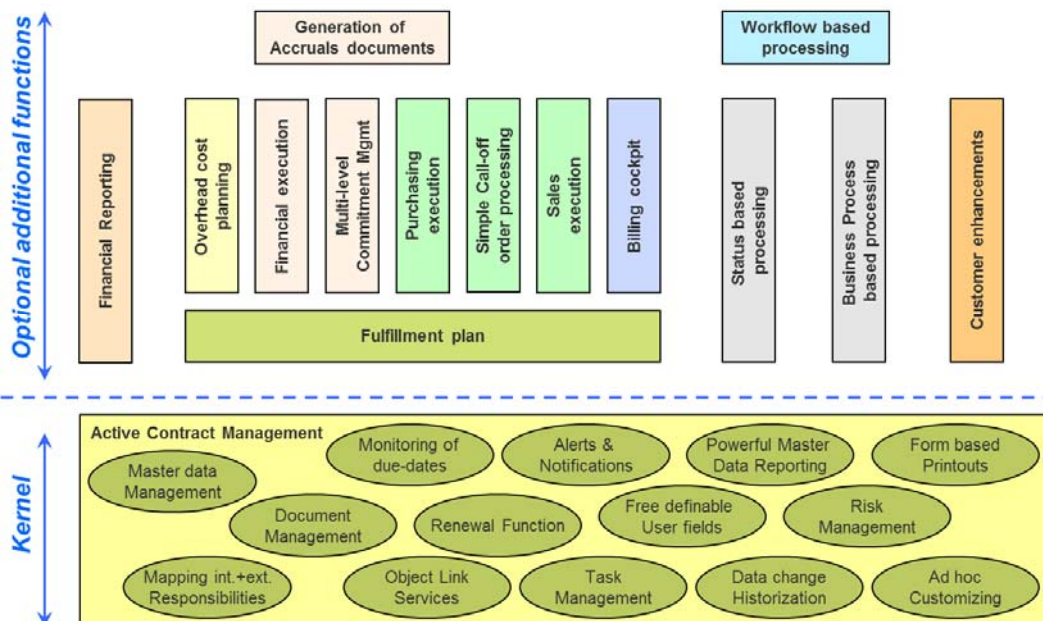 Optional additional functions
Generation of
Accruals documents
Workflow based
processing
Financial Reporting
Overhead cost
planning
Financial execution
Multi-level
Commitment Mgmt
Purchasing
execution
Simple Call-off
order processing
Sales
execution
Billing cockpit
Status based
processing
Business Process
based processing
Customer enhancements
Fulfillment plan
Kernel
Active Contract Management
Master data
Management
Monitoring of
due-dates
Alerts &
Notifications
Powerful Master
Data Reporting
Form based
Printouts
Document
Management
Renewal Function
Free definable
User fields
Risk
Management
Mapping int.+ext.
Responsibilities
Object Link
Services
Task
Management
Data change
Historization
Ad hoc
Customizing